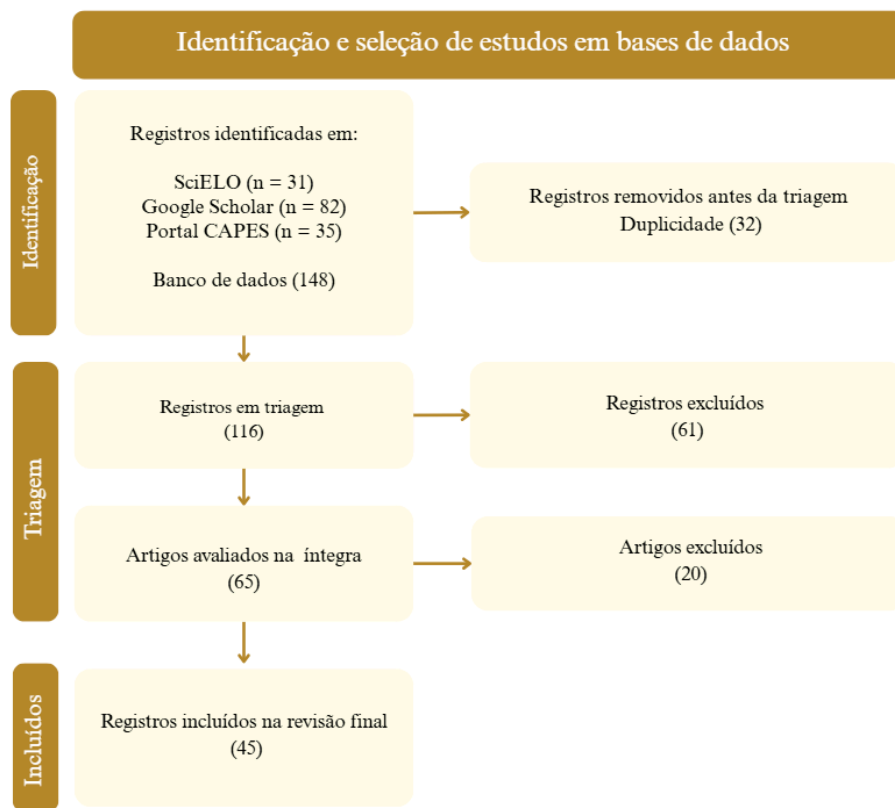 Identificação e seleção de estudos em bases de dados
Identificação
Registros identificadas em:
SciELO (n = 31)
Google Scholar (n = 82)
Portal CAPES (n = 35)
Banco de dados (148)
Registros removidos antes da triagem
Duplicidade (32)
Triagem
Registros em triagem
(116)
Registros excluídos
(61)
Artigos avaliados na íntegra
(65)
Artigos excluídos
(20)
Incluídos
Registros incluídos na revisão final
(45)